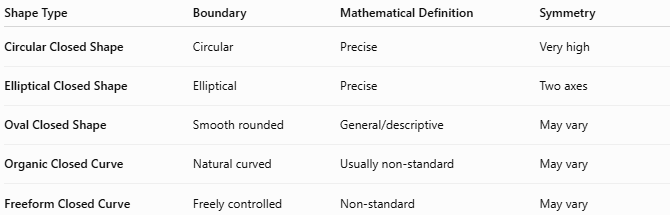 Shape Type Boundary Mathematical Definition Symmetry
Circular Closed Shape Circular Precise Very high
Elliptical Closed Shape Elliptical Precise Two axes
Oval Closed Shape Smooth rounded General/descriptive May vary
Organic Closed Curve Natural curved Usually non-standard May vary
Freeform Closed Curve Freely controlled Non-standard May vary